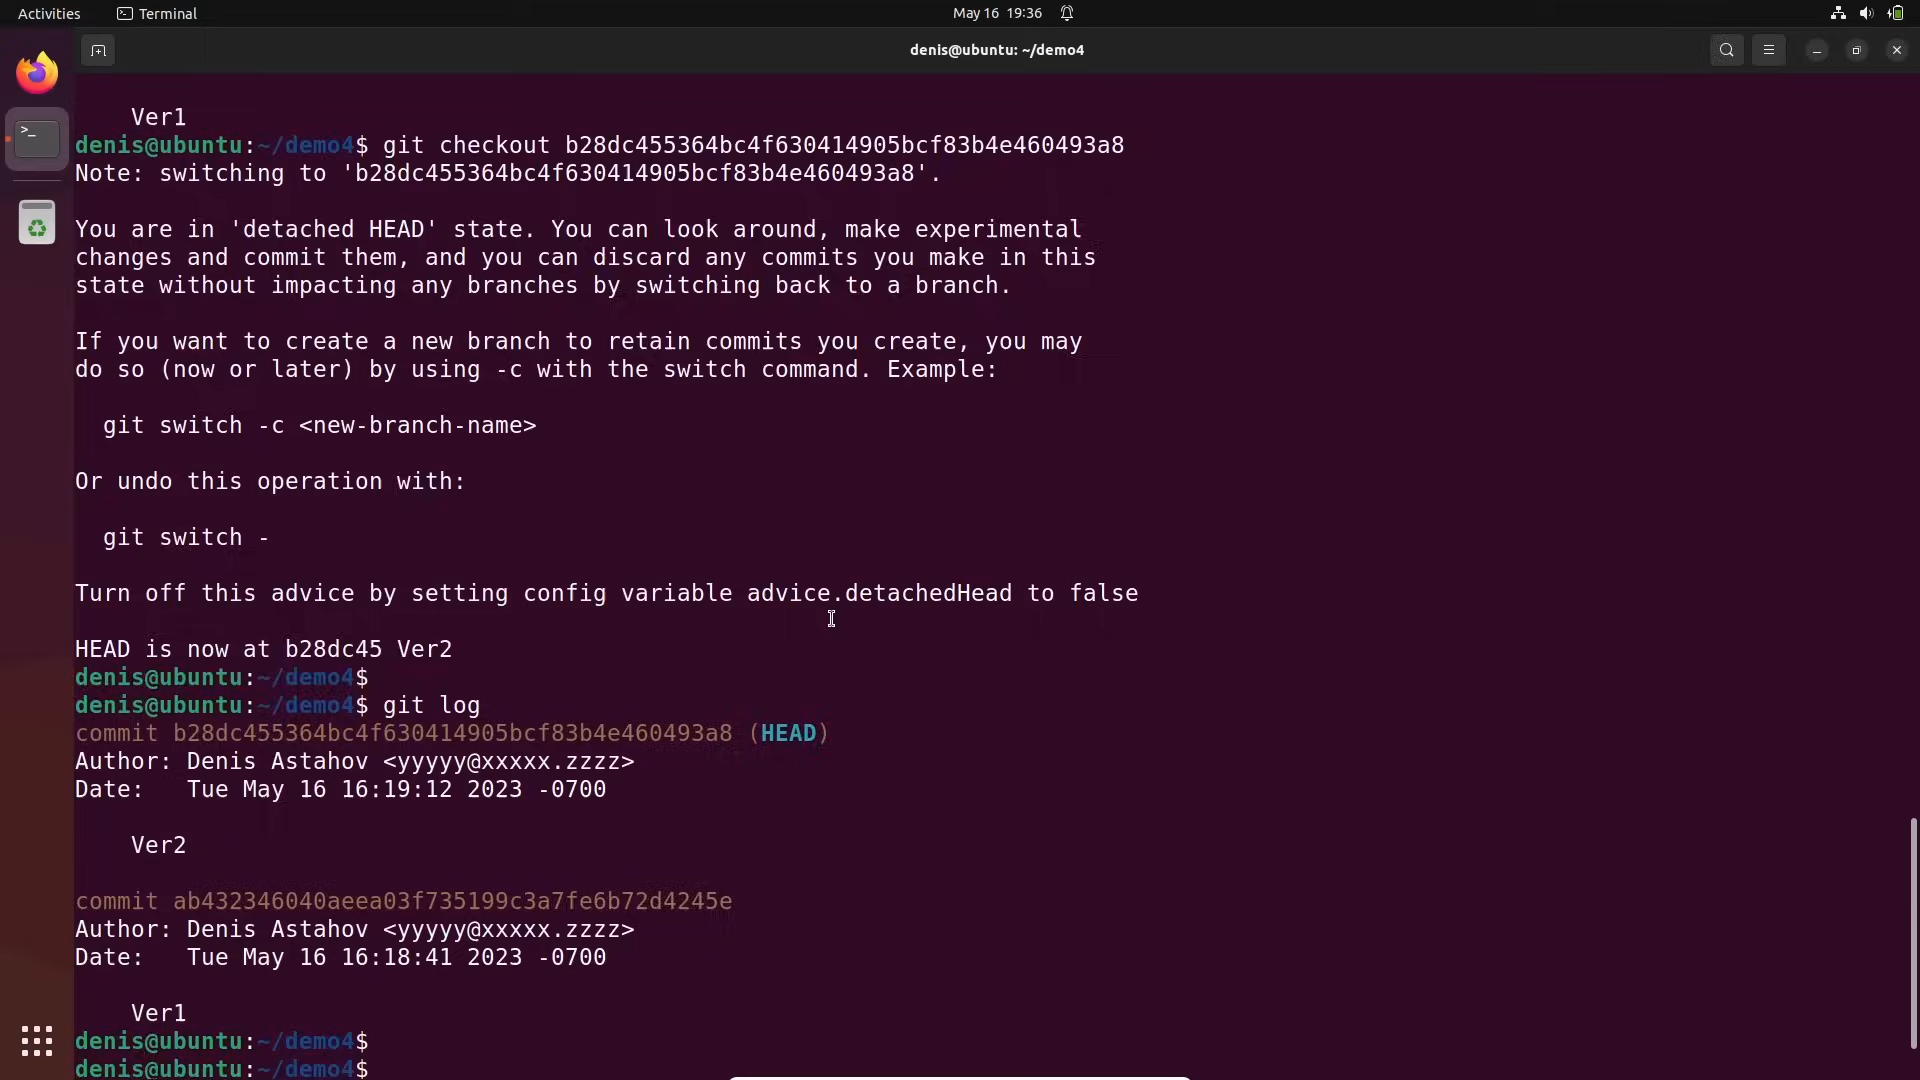 Activities
Terminal
May 16 19:36
denis@ubuntu: ~/demo4
Ver1
denis@ubuntu:~/demo4$ git checkout b28dc455364bc4f630414905bcf83b4e460493a8
Note: switching to 'b28dc455364bc4f630414905bcf83b4e460493a8'.
You are in 'detached HEAD' state. You can look around, make experimental
changes and commit them, and you can discard any commits you make in this
state without impacting any branches by switching back to a branch.
If you want to create a new branch to retain commits you create, you may
do so (now or later) by using -c with the switch command. Example:
git switch -c <new-branch-name>
Or undo this operation with:
git switch -
Turn off this advice by setting config variable advice.detachedHead to false
HEAD is now at b28dc45 Ver2
denis@ubuntu:~/demo4$
denis@ubuntu:~/demo4$ git log
commit b28dc455364bc4f630414905bcf83b4e460493a8 (HEAD)
Author: Denis Astahov <yyyyy@xxxxx.zzzz>
Date:   Tue May 16 16:19:12 2023 -0700
Ver2
commit ab432346040aeea03f735199c3a7fe6b72d4245e
Author: Denis Astahov <yyyyy@xxxxx.zzzz>
Date:   Tue May 16 16:18:41 2023 -0700
Ver1
denis@ubuntu:~/demo4$
denis@ubuntu:~/demo4$